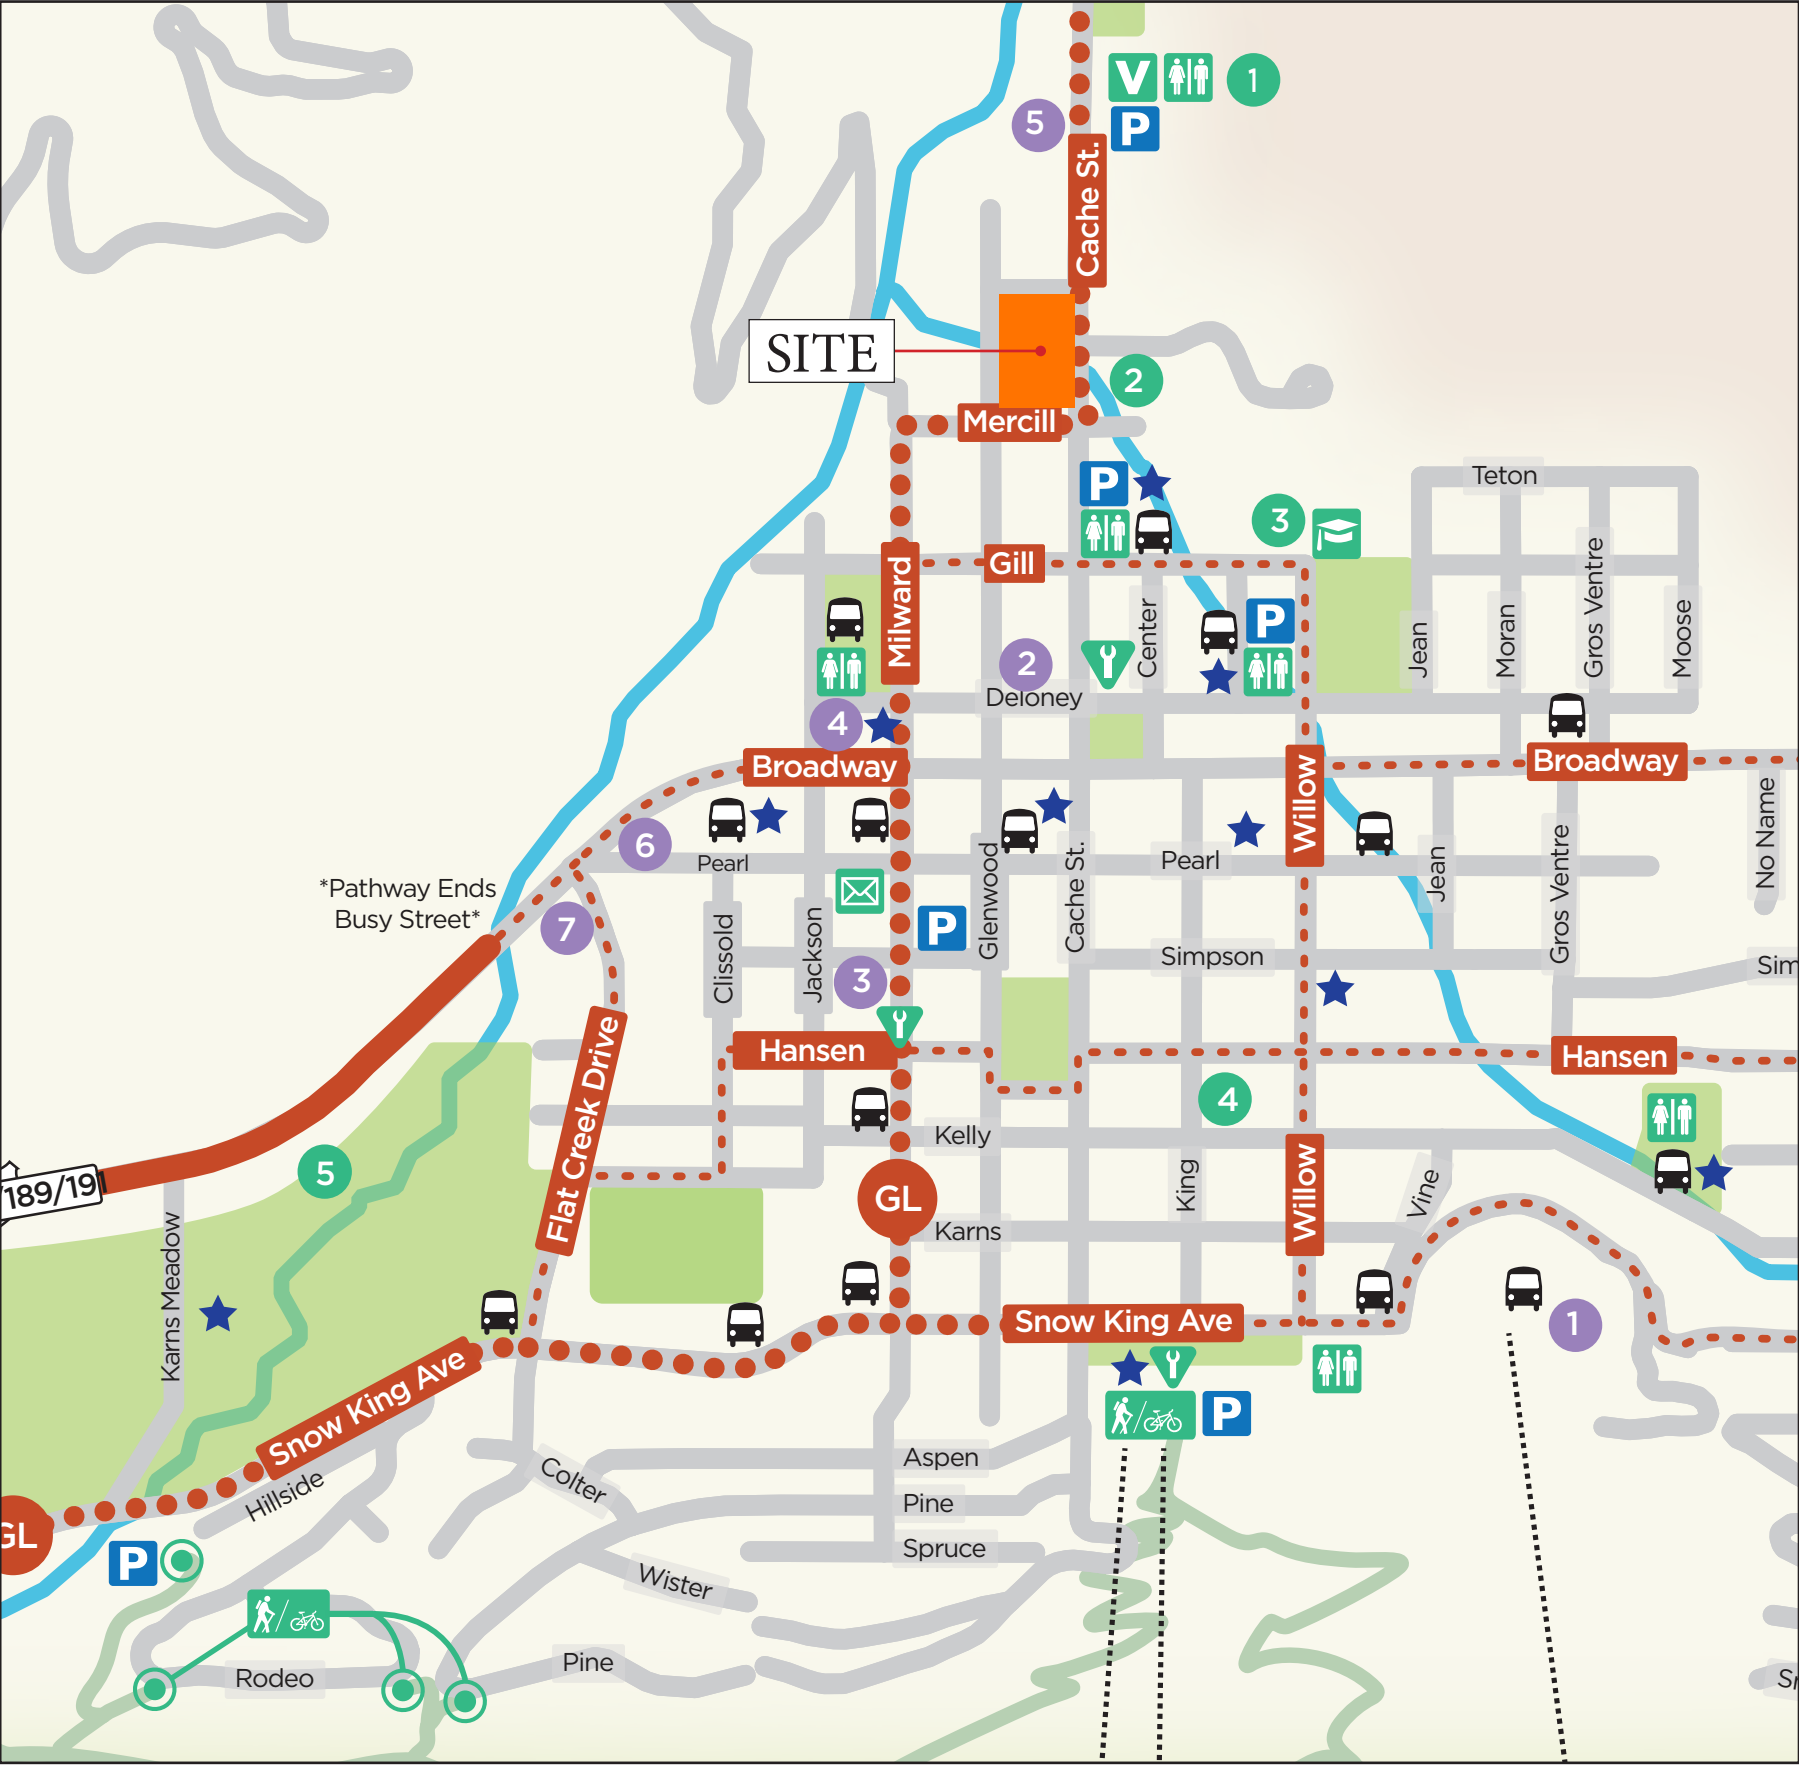 V
1
5
P
Cache St.
SITE
2
Mercill
Teton
P
3
Gill
Milward
Center
P
Jean
Moran
Gros Ventre
Moose
2
Deloney
4
Broadway
Willow
Broadway
No Name
6
Pearl
Pearl
*Pathway Ends
Busy Street*
7
Clissold
Jackson
P
Glenwood
Cache St.
Jean
Gros Ventre
Simpson
Sim
3
Hansen
Hansen
Flat Creek Drive
4
Kelly
5
189/191
GL
King
Willow
Vine
Karns
Karns Meadow
Snow King Ave
1
Snow King Ave
P
Hillside
Colter
Aspen
Pine
Spruce
GL
P
Wister
Rodeo
Pine
Sn